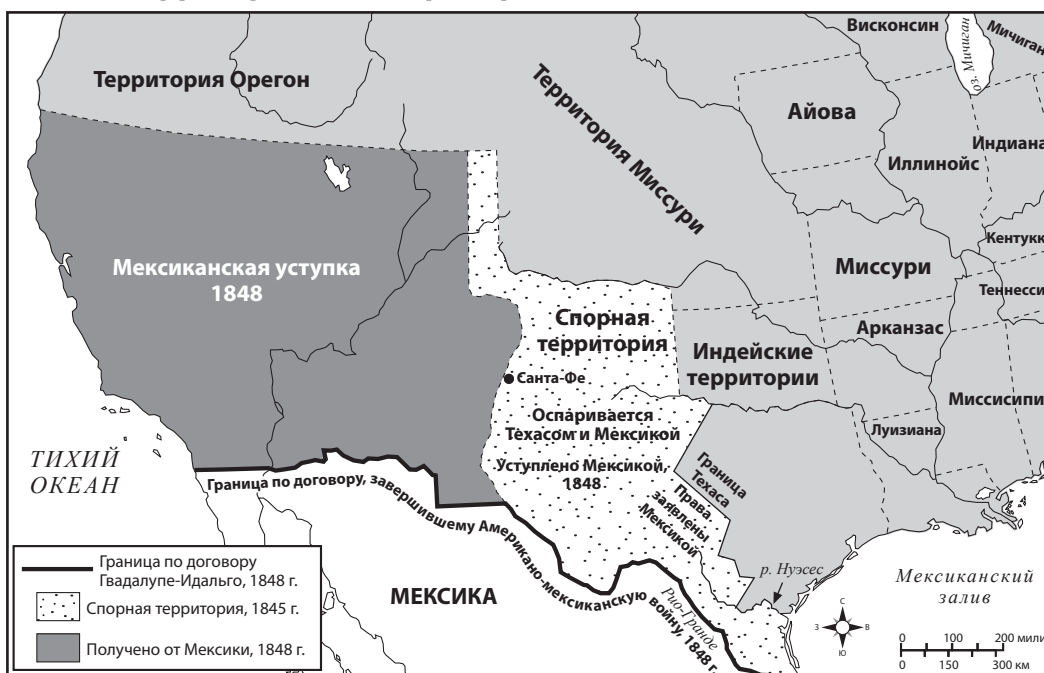 Территория Орегон
Территория Миссури
Висконсин
оз. Мичиган
Мичиган
Айова
Иллинойс
Индиана
Мексиканская уступка
1848
Миссури
Кентукк
Теннесси
Арканзас
Спорная
территория
Индейские
территории
Санта-Фе
Миссисипи
Луизиана
Оспаривается
Техасом и Мексикой
Уступлено Мексикой,
1848
Граница
Техаса
Права
заявлены
Мексикой
ТИХИЙ
ОКЕАН
Граница по договору, завершившему Американо-мексиканскую войну, 1848 г.
МЕКСИКА
Рио-Гранде
р. Нуэсес
Мексиканский
залив
Граница по договору
Гвадалупе-Идальго, 1848 г.
Спорная территория, 1845 г.
Получено от Мексики, 1848 г.
С
З
В
Ю
0 100 200 мили
0 150 300 км